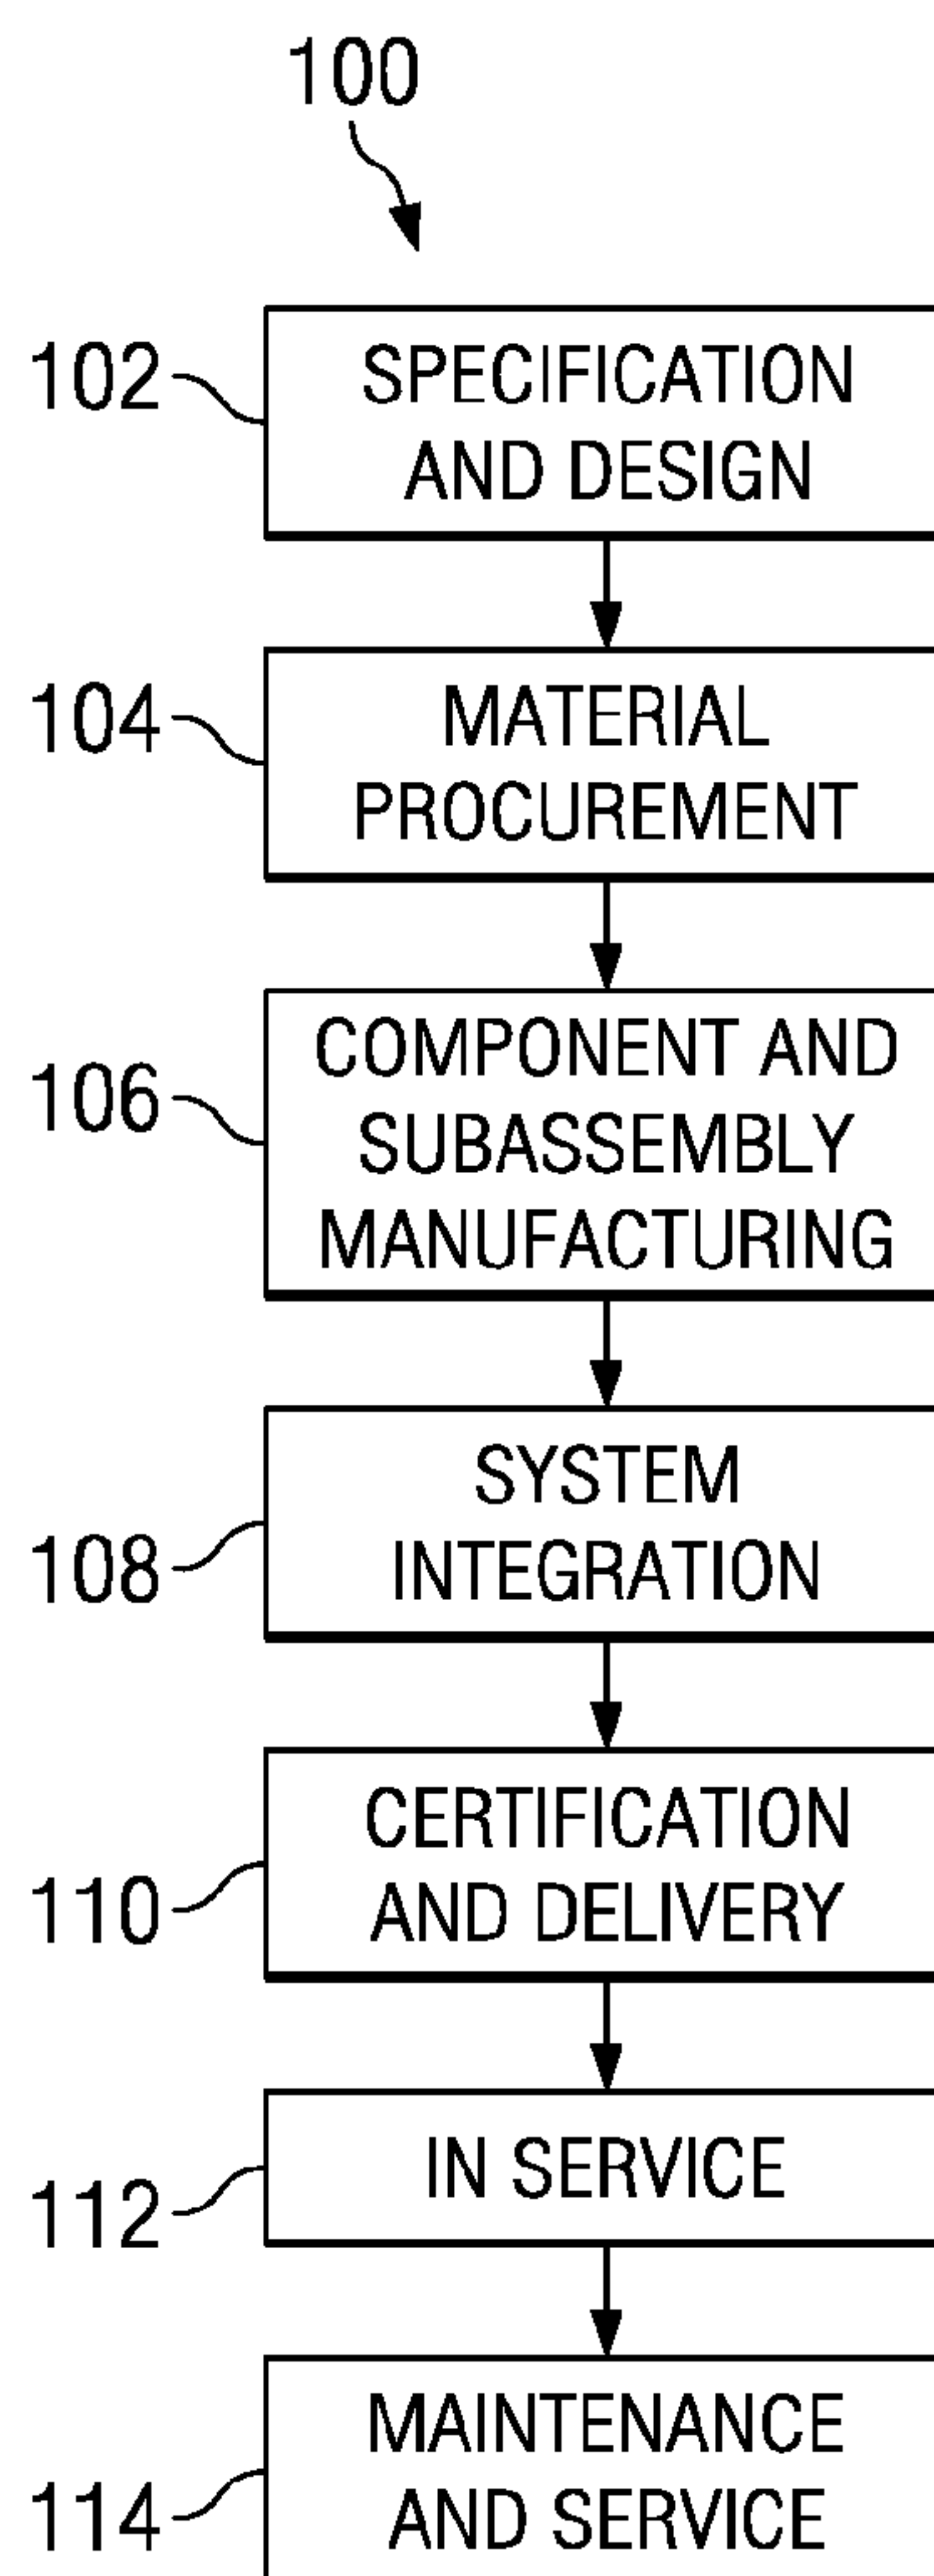 100
102
SPECIFICATION
AND DESIGN
104
MATERIAL
PROCUREMENT
106
COMPONENT AND
SUBASSEMBLY
MANUFACTURING
108
SYSTEM
INTEGRATION
110
CERTIFICATION
AND DELIVERY
112
IN SERVICE
114
MAINTENANCE
AND SERVICE